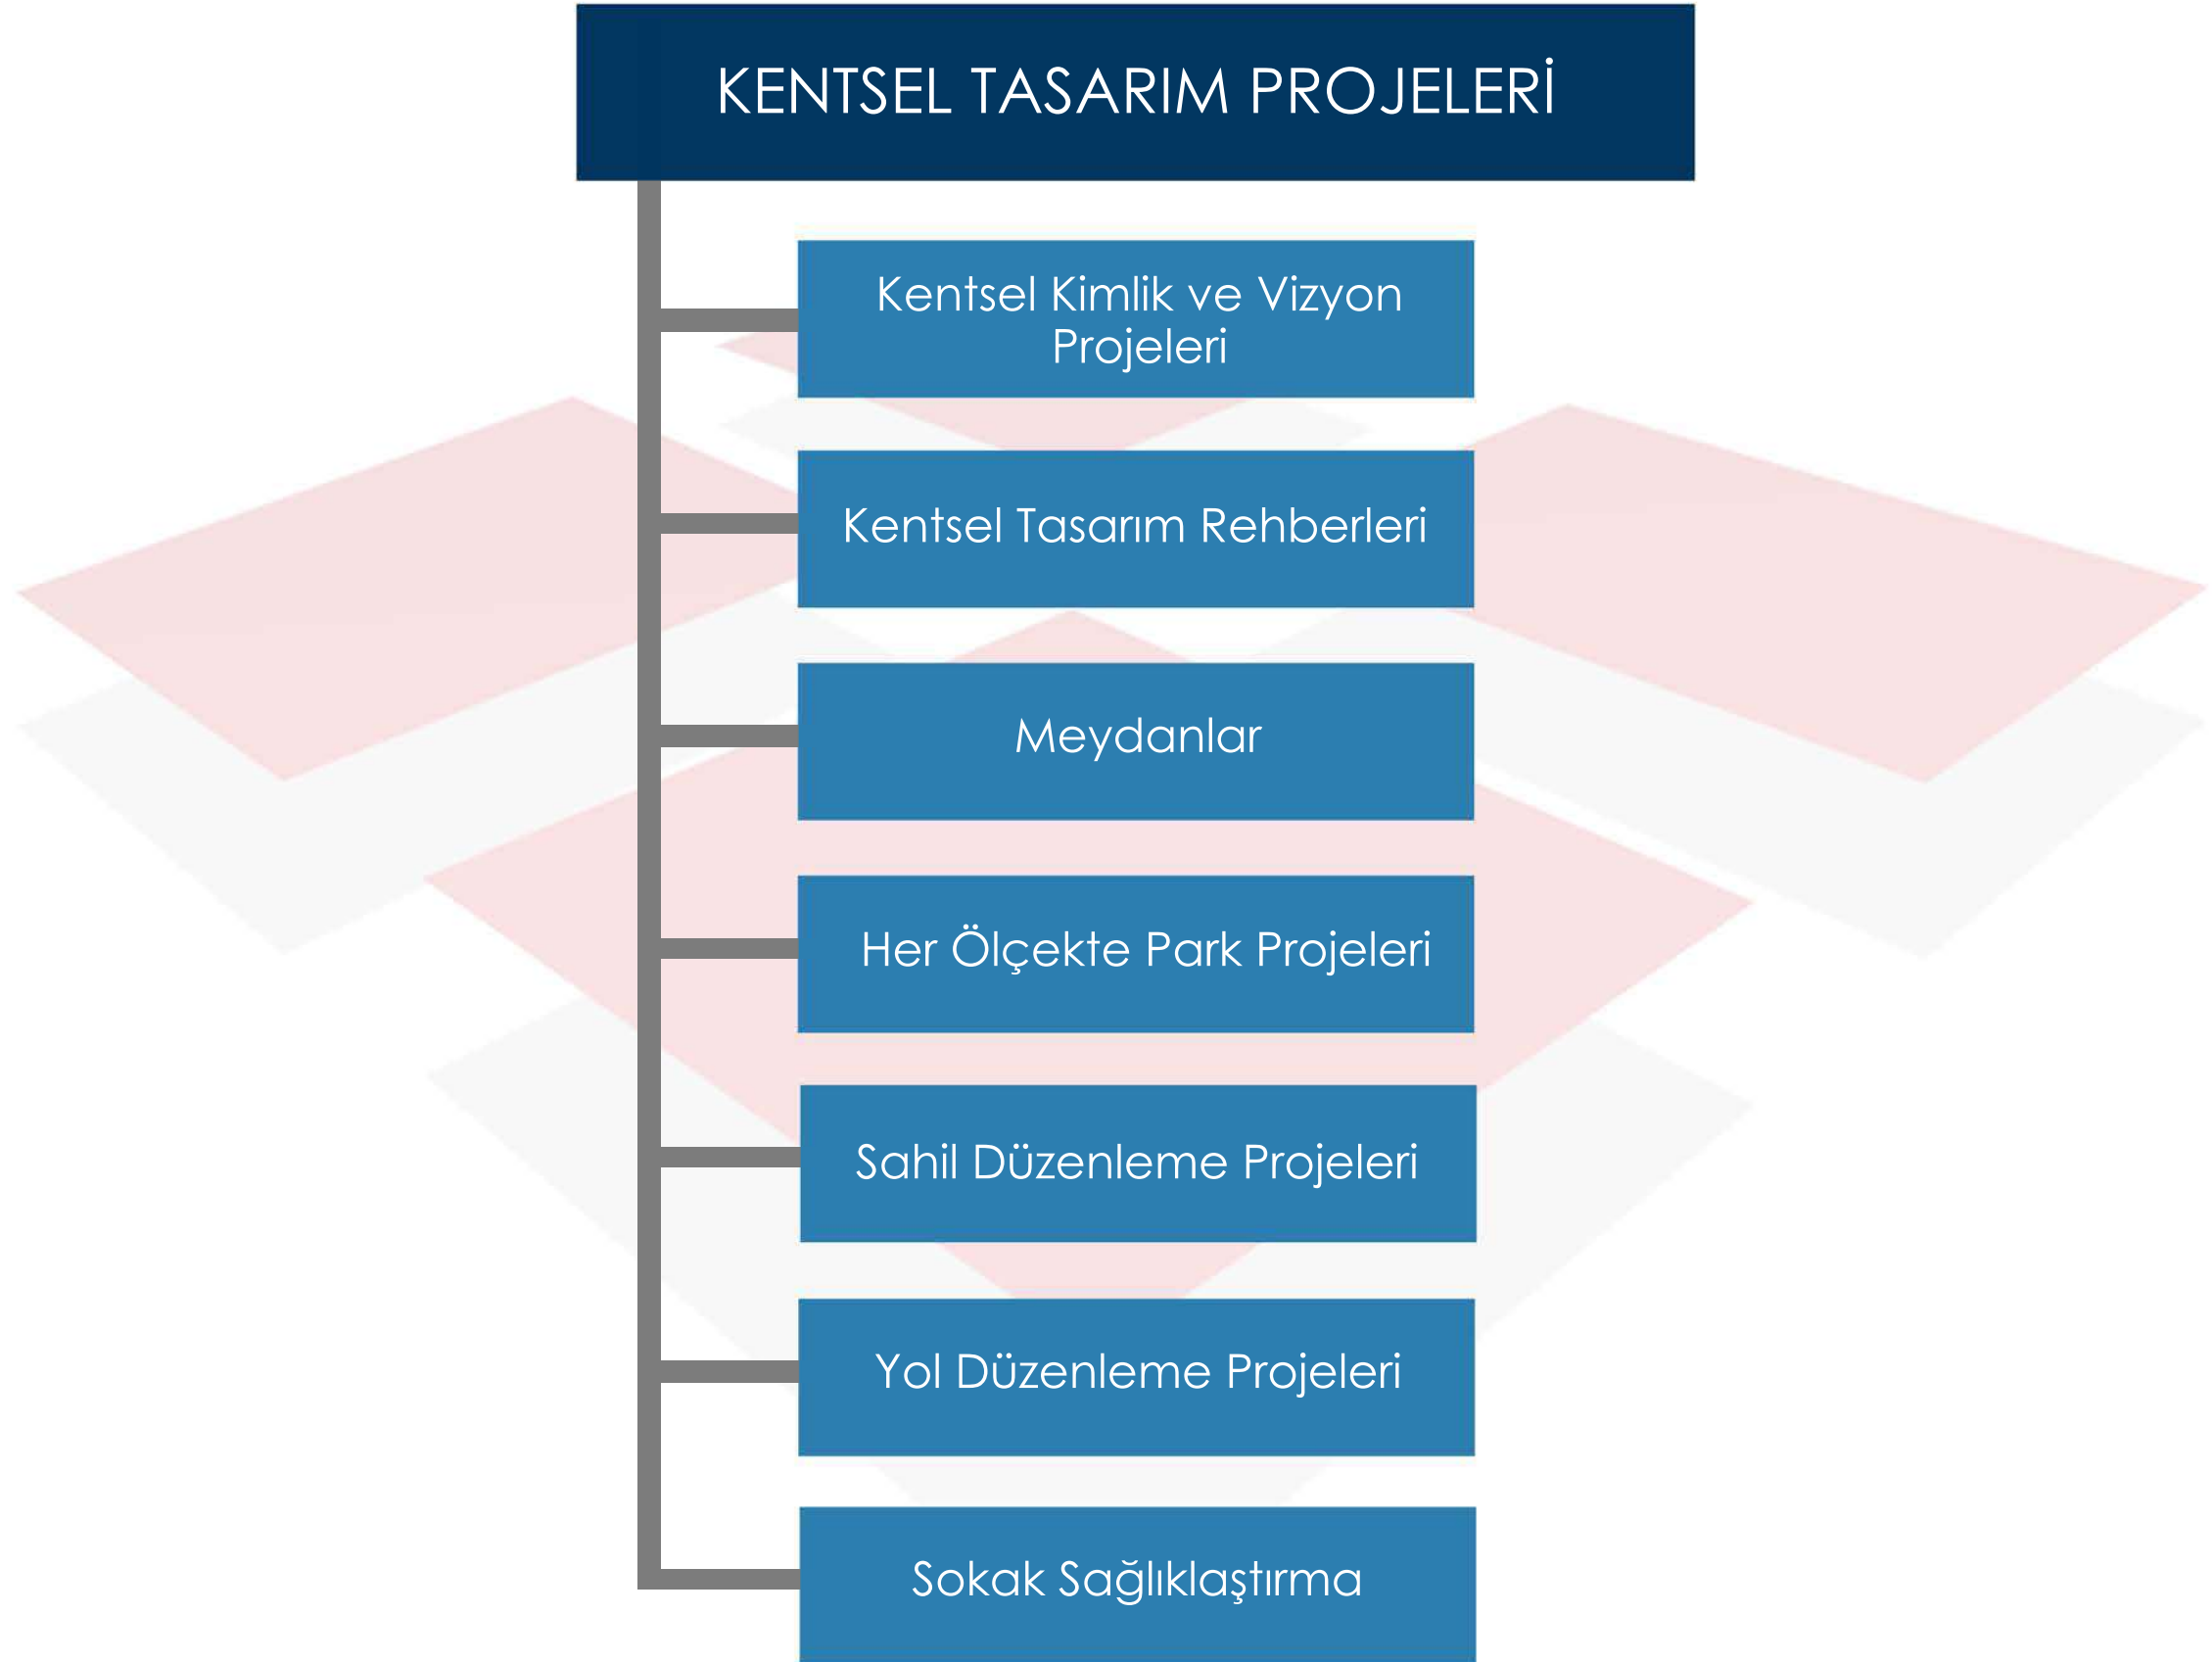 KENTSEL TASARIM PROJELERİ
Kentsel Kimlik ve Vizyon
Projeleri
Kentsel Tasarım Rehberleri
Meydanlar
Her Ölçekte Park Projeleri
Sahil Düzenleme Projeleri
Yol Düzenleme Projeleri
Sokak Sağlıklaştırma